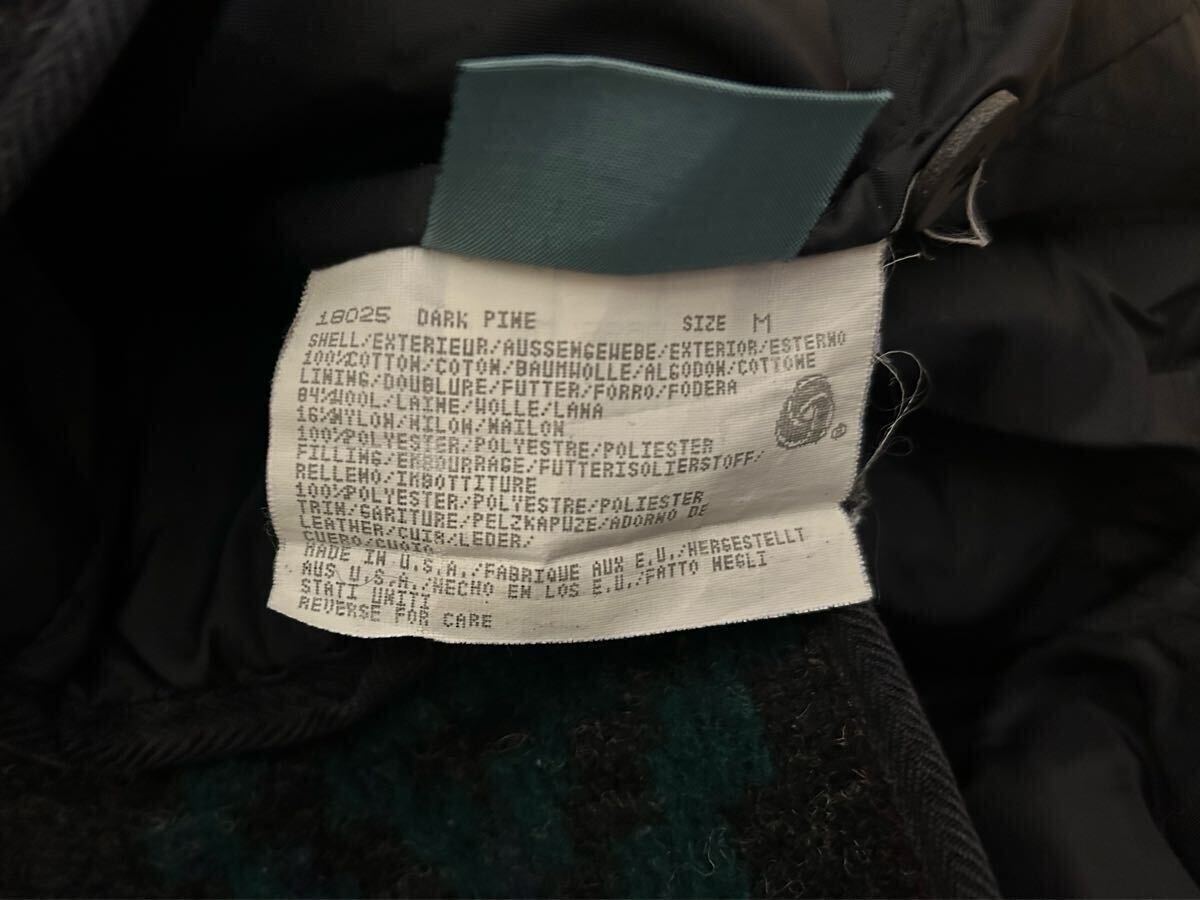 18025 DARK PINE SIZE M
SHELL/EXTERIEUR/AUSSENGEWEBE/EXTERIOR/ESTERNO
100%COTTON/COTON/BAUMWOLLE/ALGODON/COTTONE
LINING/DOUBLURE/FUTTER/FORRO/FODERA
84%WOOL/LAINE/WOLLE/LANA
16%NYLON/NILON/NAILON
100%POLYESTER/POLYESTRE/POLIESTER
FILLING/EMBOURRAGE/FUTTERISOLIERSTOFF/
RELLENO/IMBOTTITURE
100%POLYESTER/POLYESTRE/POLIESTER
TRIM/GARITURE/PELZKAPUZE/ADORNO DE
LEATHER/CUIR/LEDER/
CUERO/CUOIO
MADE IN U.S.A./FABRIQUE AUX E.U./HERGESTELLT
AUS U.S.A./HECHO EN LOS E.U./FATTO NEGLI
STATI UNITI
REVERSE FOR CARE
®